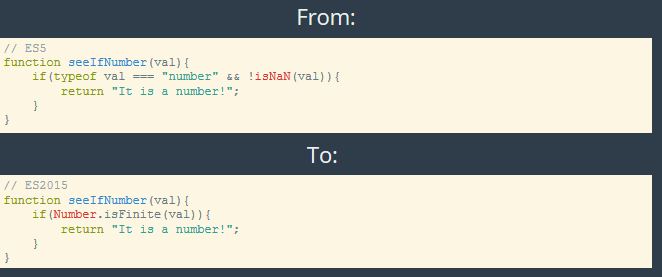 From:
// ES5
function seeIfNumber(val){
    if(typeof val === "number" && !isNaN(val)){
        return "It is a number!";
    }
}
To:
// ES2015
function seeIfNumber(val){
    if(Number.isFinite(val)){
        return "It is a number!";
    }
}